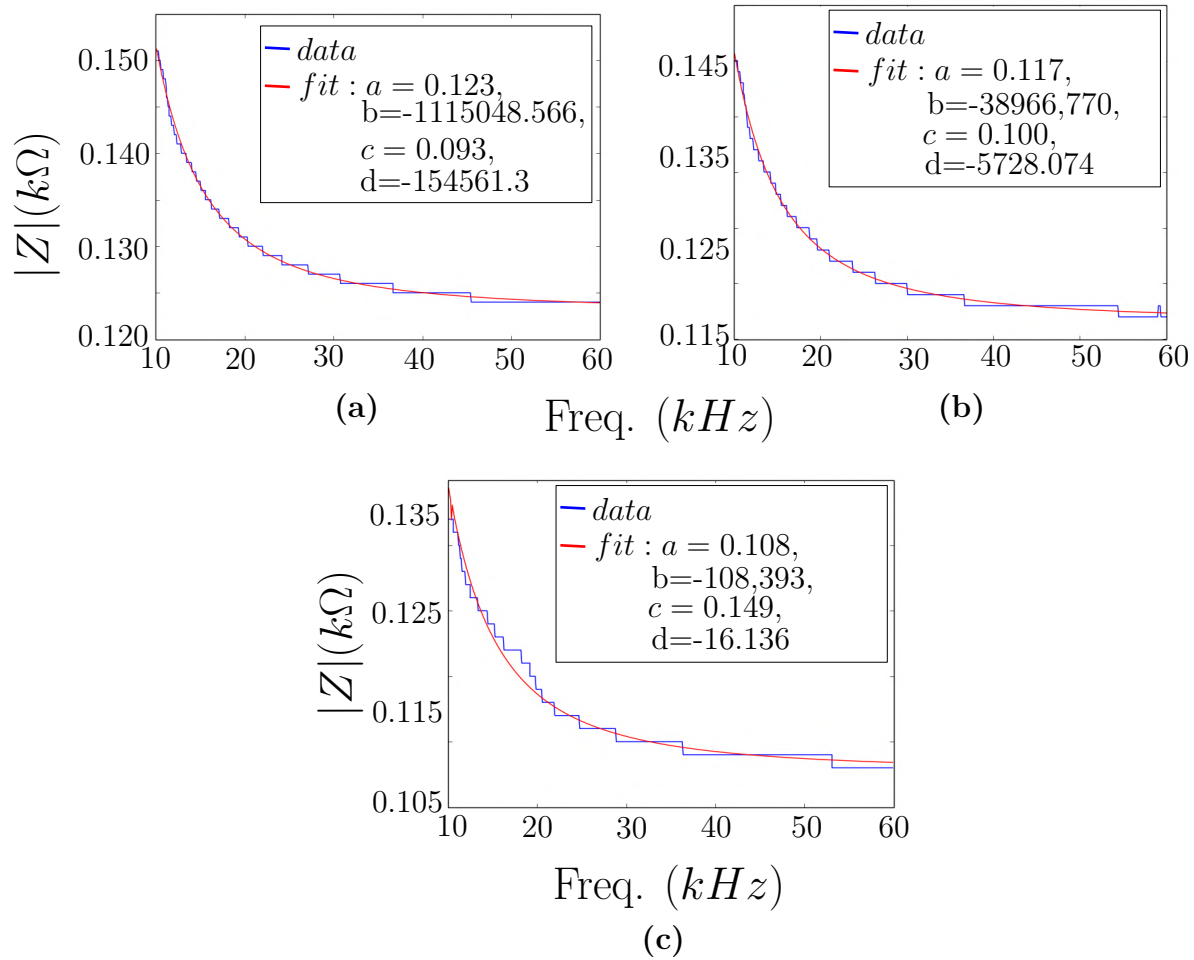 0.150
0.140
0.130
0.120
|Z|(kΩ)
data
fit : a = 0.123,
b=-1115048.566,
c = 0.093,
d=-154561.3
10 20 30 40 50 60
(a)
0.145
0.135
0.125
0.115
data
fit : a = 0.117,
b=-38966,770,
c = 0.100,
d=-5728.074
10 20 30 40 50 60
(b)
Freq. (kHz)
0.135
0.125
0.115
0.105
|Z|(kΩ)
data
fit : a = 0.108,
b=-108,393,
c = 0.149,
d=-16.136
10 20 30 40 50 60
Freq. (kHz)
(c)